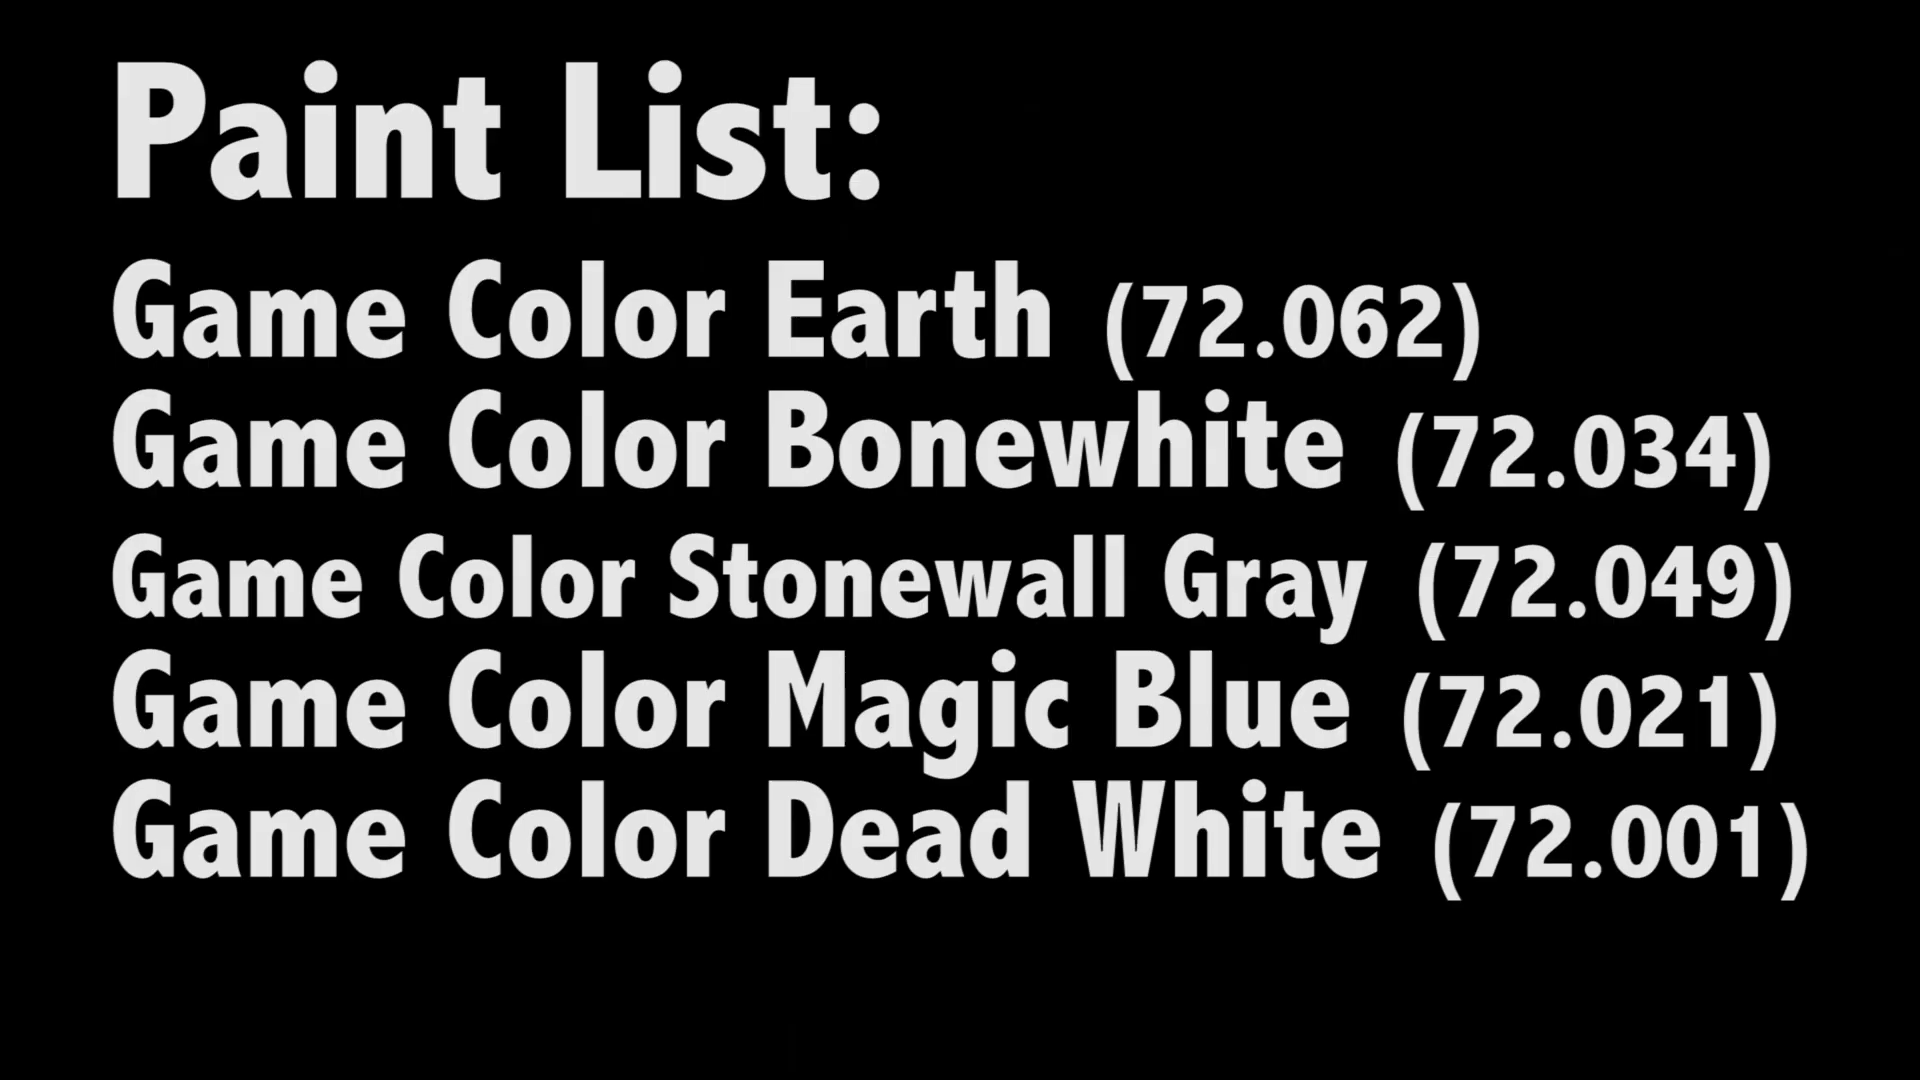 Paint List:
Game Color Earth (72.062)
Game Color Bonewhite (72.034)
Game Color Stonewall Gray (72.049)
Game Color Magic Blue (72.021)
Game Color Dead White (72.001)